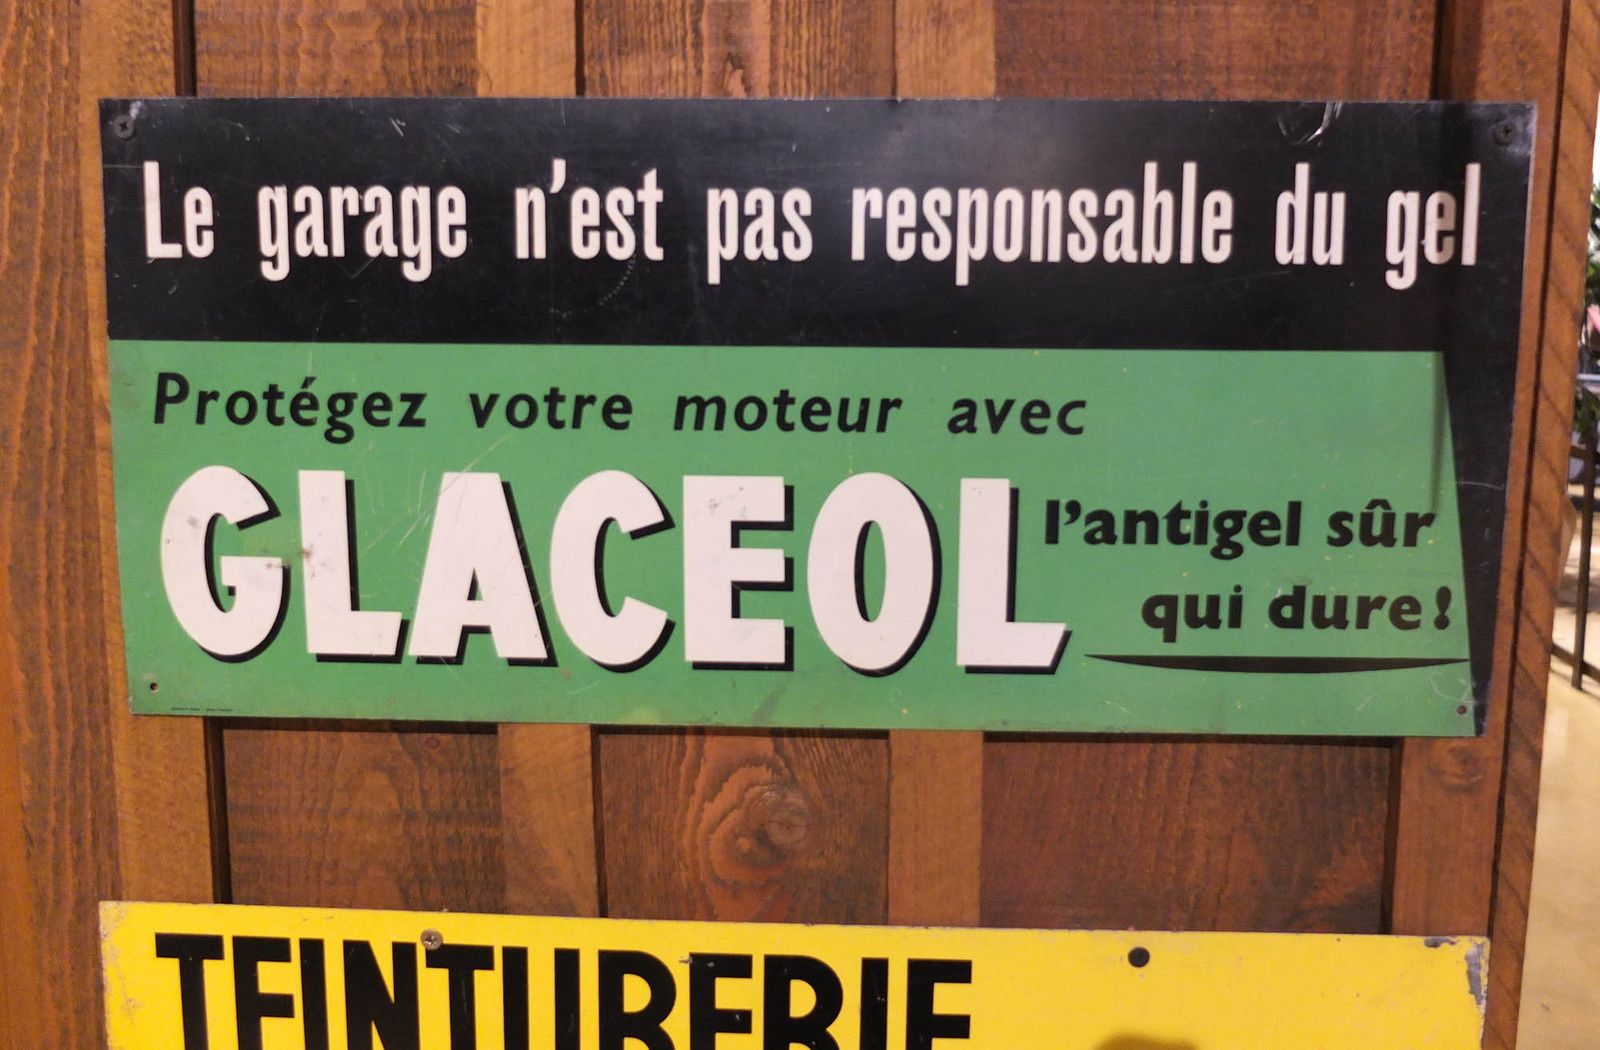 Le garage n'est pas responsable du gel
Protégez votre moteur avec
GLACEOL
l'antigel sûr
qui dure!
TEINTURERIE